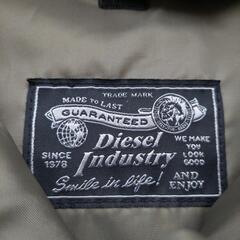 TRADE MARK
MADE TO LAST
GUARANTEED
Diesel
Industry
SINCE
1978
WE MAKE
YOU
LOOK
GOOD
Smile in life!
AND
ENJOY